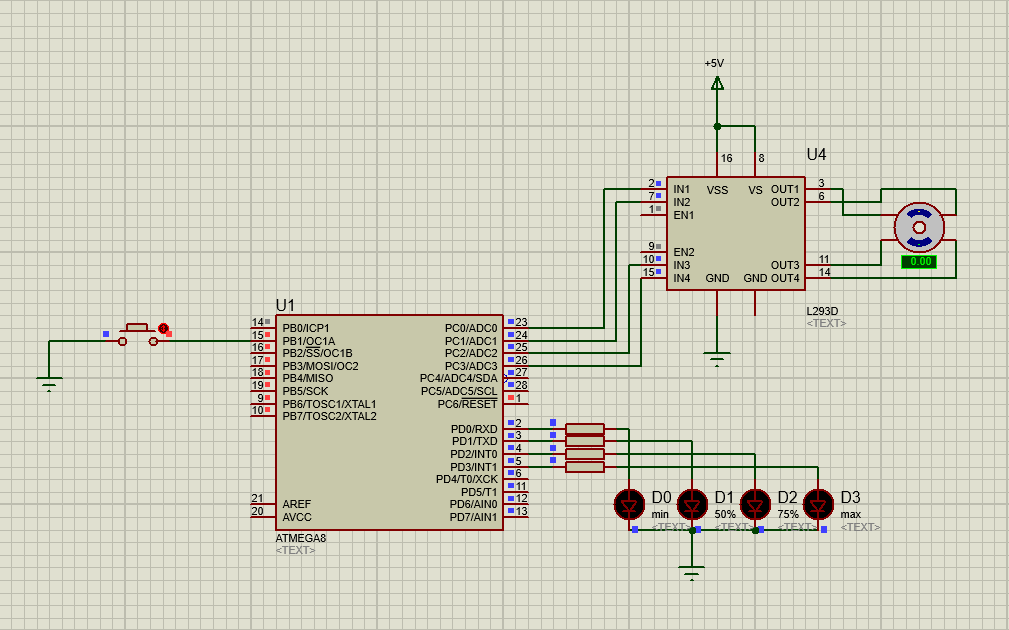 +5V
U4
16 8
2 IN1 VSS VS OUT1 3
7 IN2 OUT2 6
1 EN1
9 EN2
10 IN3 OUT3 11
15 IN4 GND GND OUT4 14
0.00
L293D
<TEXT>
U1
14 PB0/ICP1 PC0/ADC0 23
15 PB1/OC1A PC1/ADC1 24
16 PB2/SS/OC1B PC2/ADC2 25
17 PB3/MOSI/OC2 PC3/ADC3 26
18 PB4/MISO PC4/ADC4/SDA 27
19 PB5/SCK PC5/ADC5/SCL 28
9 PB6/TOSC1/XTAL1 PC6/RESET 1
10 PB7/TOSC2/XTAL2
PD0/RXD 2
PD1/TXD 3
PD2/INT0 4
PD3/INT1 5
PD4/T0/XCK 6
PD5/T1 11
21 AREF PD6/AIN0 12
20 AVCC PD7/AIN1 13
ATMEGA8
<TEXT>
D0 D1 D2 D3
min 50% 75% max
<TEXT> <TEXT> <TEXT> <TEXT>